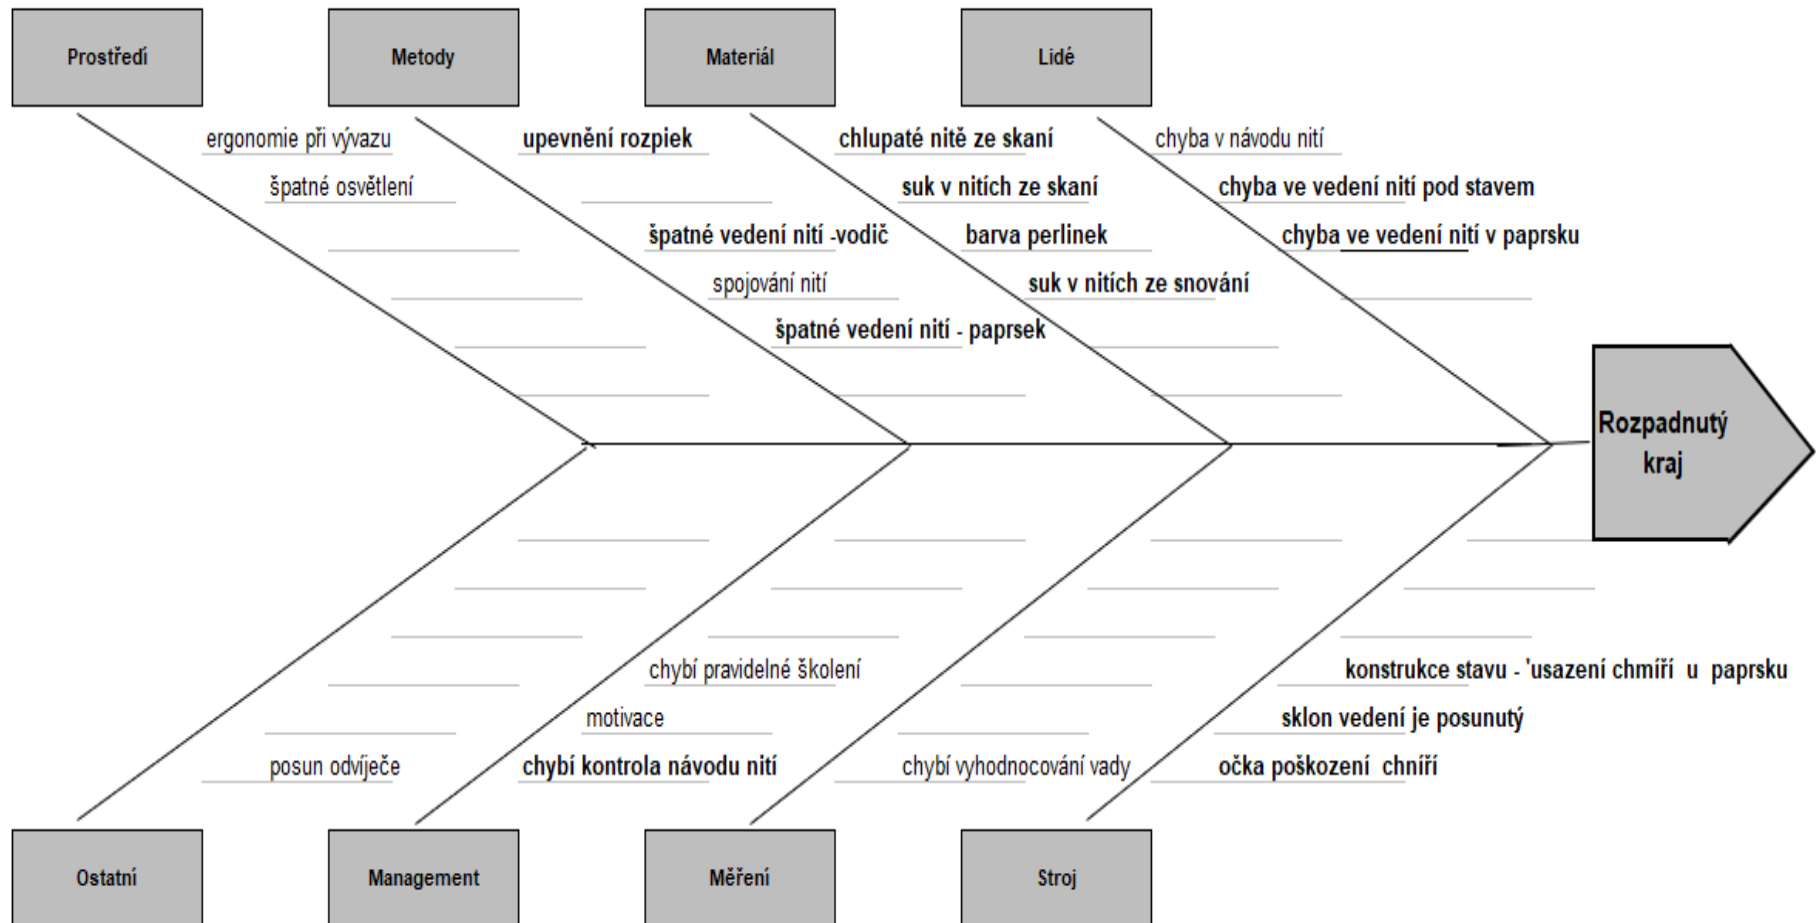 Prostředí
Metody
Materiál
Lidé
ergonomie při vývazu
upevnění rozpiek
chlupaté nitě ze skaní
chyba v návodu nití
špatné osvětlení
suk v nitích ze skaní
chyba ve vedení nití pod stavem
špatné vedení nití -vodič
barva perlinek
chyba ve vedení nití v paprsku
spojování nití
suk v nitích ze snování
špatné vedení nití - paprsek
Rozpadnutý
kraj
chybí pravidelné školení
konstrukce stavu - 'usazení chmíří u paprsku
motivace
sklon vedení je posunutý
posun odvíječe
chybí kontrola návodu nití
chybí vyhodnocování vady
očka poškození chníří
Ostatní
Management
Měření
Stroj